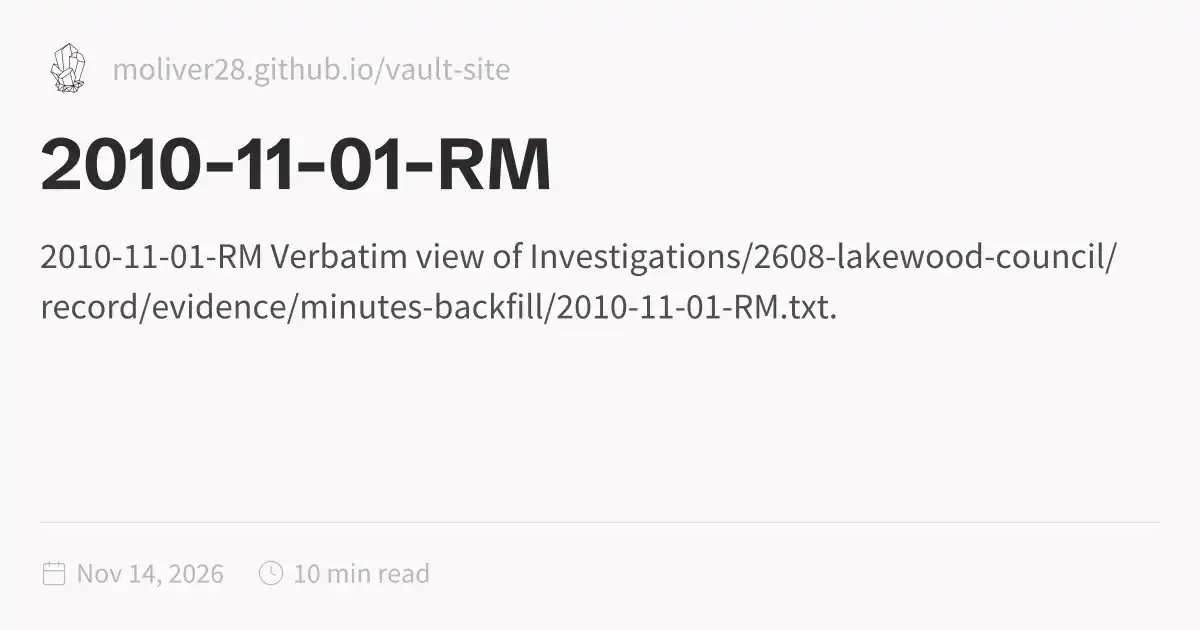 moliver28.github.io/vault-site
2010-11-01-RM
2010-11-01-RM Verbatim view of Investigations/2608-lakewood-council/
record/evidence/minutes-backfill/2010-11-01-RM.txt.
Nov 14, 2026 10 min read